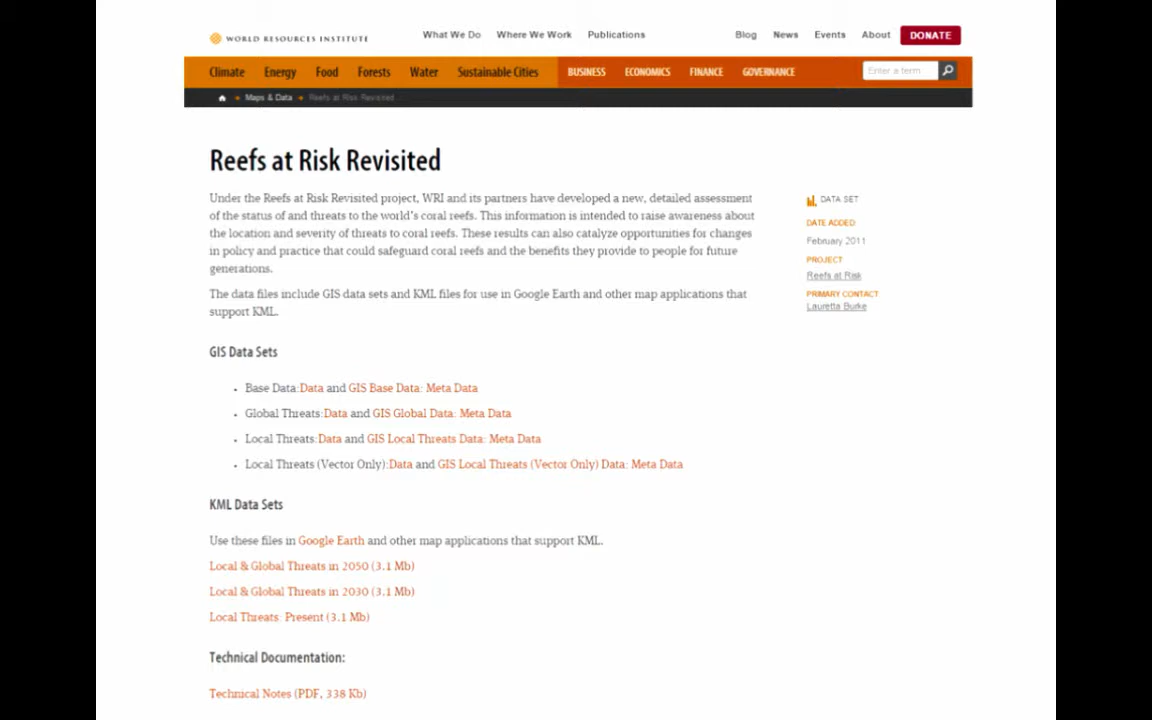 WORLD RESOURCES INSTITUTE
What We Do Where We Work Publications
Blog News Events About DONATE
Climate Energy Food Forests Water Sustainable Cities BUSINESS ECONOMICS FINANCE GOVERNANCE Enter a term
Maps & Data Reefs at Risk Revisited
Reefs at Risk Revisited
Under the Reefs at Risk Revisited project, WRI and its partners have developed a new, detailed assessment
of the status of and threats to the world's coral reefs. This information is intended to raise awareness about
the location and severity of threats to coral reefs. These results can also catalyze opportunities for changes
in policy and practice that could safeguard coral reefs and the benefits they provide to people for future
generations.
The data files include GIS data sets and KML files for use in Google Earth and other map applications that
support KML.
DATA SET
DATE ADDED
February 2011
PROJECT
Reefs at Risk
PRIMARY CONTACT
Lauretta Burke
GIS Data Sets
• Base Data:Data and GIS Base Data: Meta Data
• Global Threats:Data and GIS Global Data: Meta Data
• Local Threats:Data and GIS Local Threats Data: Meta Data
• Local Threats (Vector Only):Data and GIS Local Threats (Vector Only) Data: Meta Data
KML Data Sets
Use these files in Google Earth and other map applications that support KML.
Local & Global Threats in 2050 (3.1 Mb)
Local & Global Threats in 2030 (3.1 Mb)
Local Threats: Present (3.1 Mb)
Technical Documentation:
Technical Notes (PDF, 338 Kb)